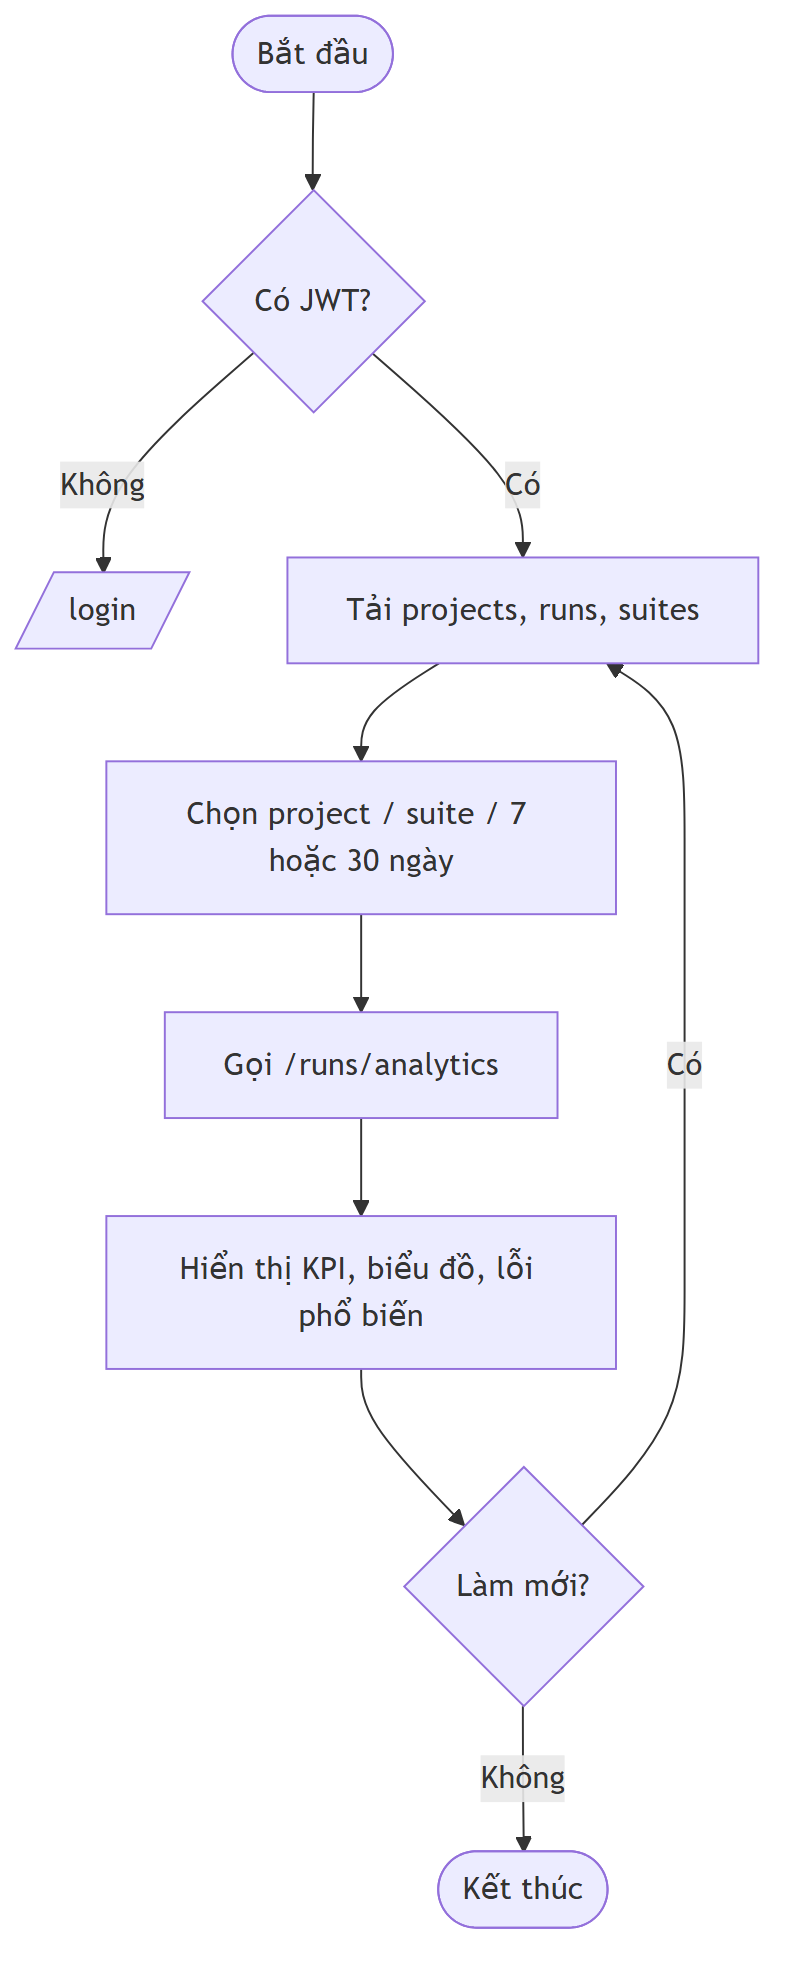 Bắt đầu
Có JWT?
Không
Có
login
Tải projects, runs, suites
Chọn project / suite / 7
hoặc 30 ngày
Gọi /runs/analytics
Có
Hiển thị KPI, biểu đồ, lỗi
phổ biến
Làm mới?
Không
Kết thúc